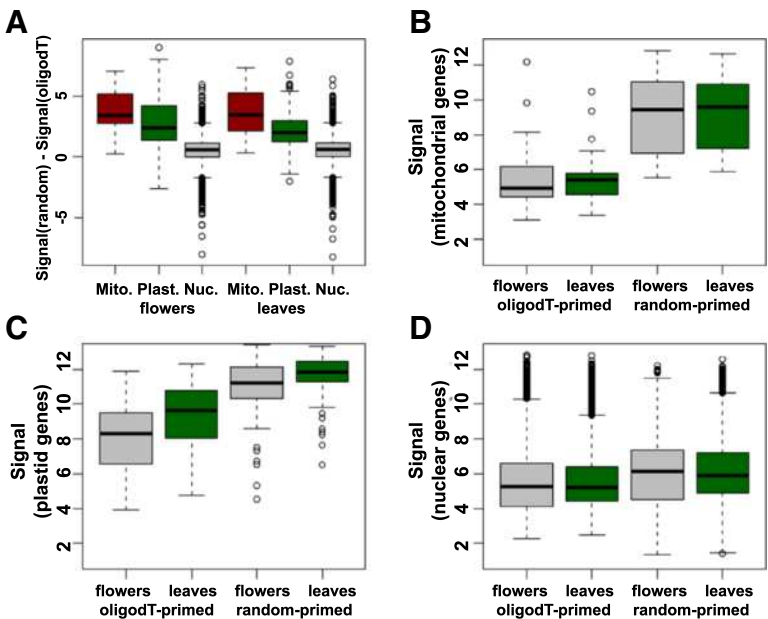 A
Signal(random) - Signal(oligodT)
5
0
-5
Mito. Plast. Nuc. Mito. Plast. Nuc.
flowers leaves
B
Signal
(mitochondrial genes)
12
10
8
6
4
2
flowers leaves flowers leaves
oligodT-primed random-primed
C
Signal
(plastid genes)
12
10
8
6
4
2
flowers leaves flowers leaves
oligodT-primed random-primed
D
Signal
(nuclear genes)
12
10
8
6
4
2
flowers leaves flowers leaves
oligodT-primed random-primed